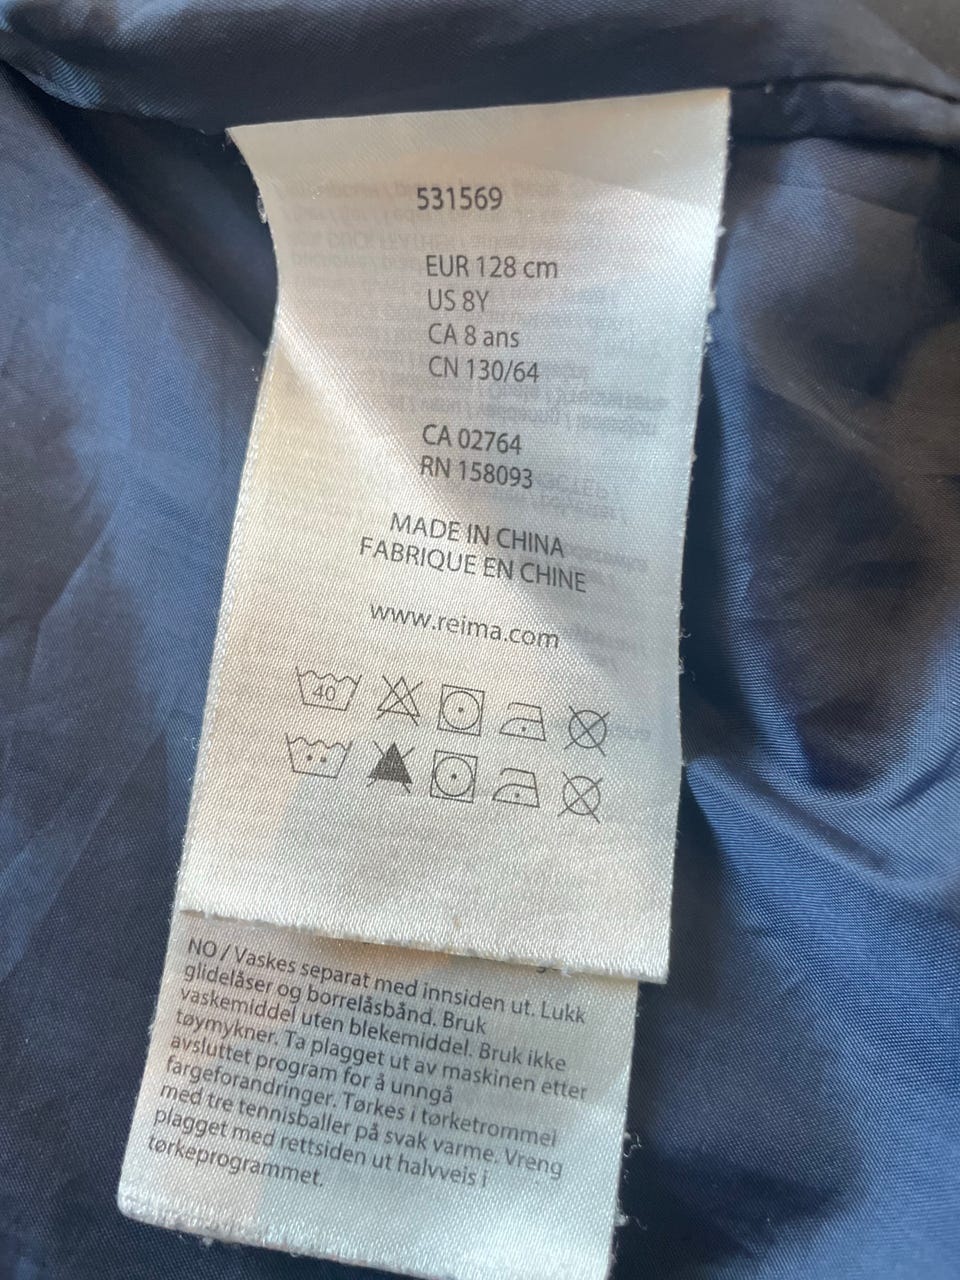 531569
EUR 128 cm
US 8Y
CA 8 ans
CN 130/64
CA 02764
RN 158093
MADE IN CHINA
FABRIQUE EN CHINE
www.reima.com
40
NO / Vaskes separat med innsiden ut. Lukk
glidelåser og borrelåsbånd. Bruk
vaskemiddel uten blekemiddel. Bruk ikke
tøymykner. Ta plagget ut av maskinen etter
avsluttet program for å unngå
fargeforandringer. Tørkes i tørketrommel
med tre tennisballer på svak varme. Vreng
plagget med rettsiden ut halvveis i
tørkeprogrammet.